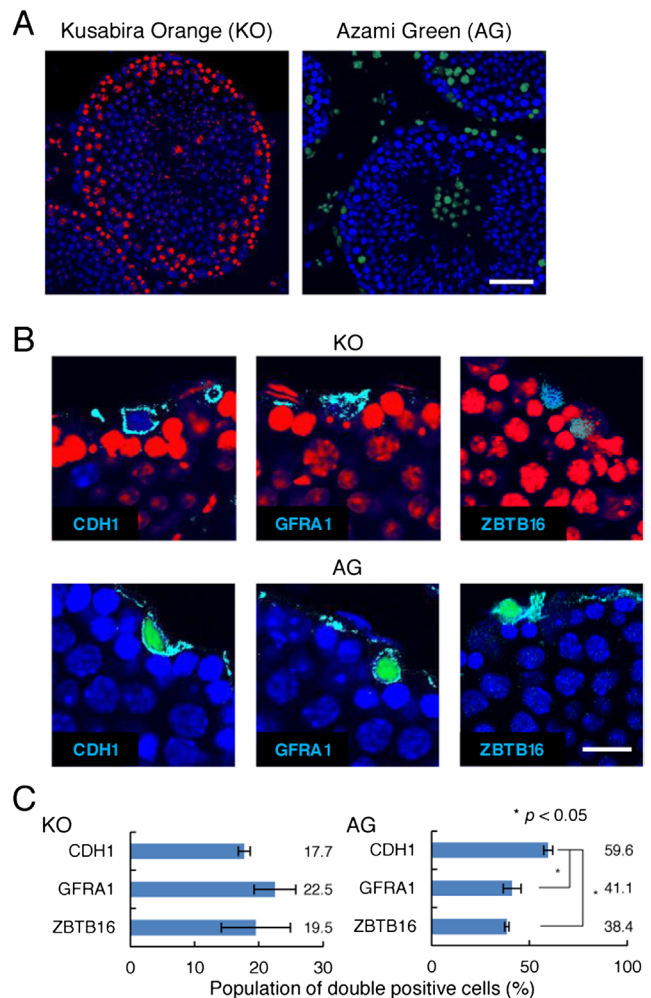 A
Kusabira Orange (KO)
Azami Green (AG)
B
KO
CDH1
GFRA1
ZBTB16
AG
CDH1
GFRA1
ZBTB16
C
* p < 0.05
KO
AG
CDH1
17.7
CDH1
59.6
GFRA1
22.5
GFRA1
*
41.1
ZBTB16
19.5
ZBTB16
*
38.4
0
10
20
30
0
50
100
Population of double positive cells (%)